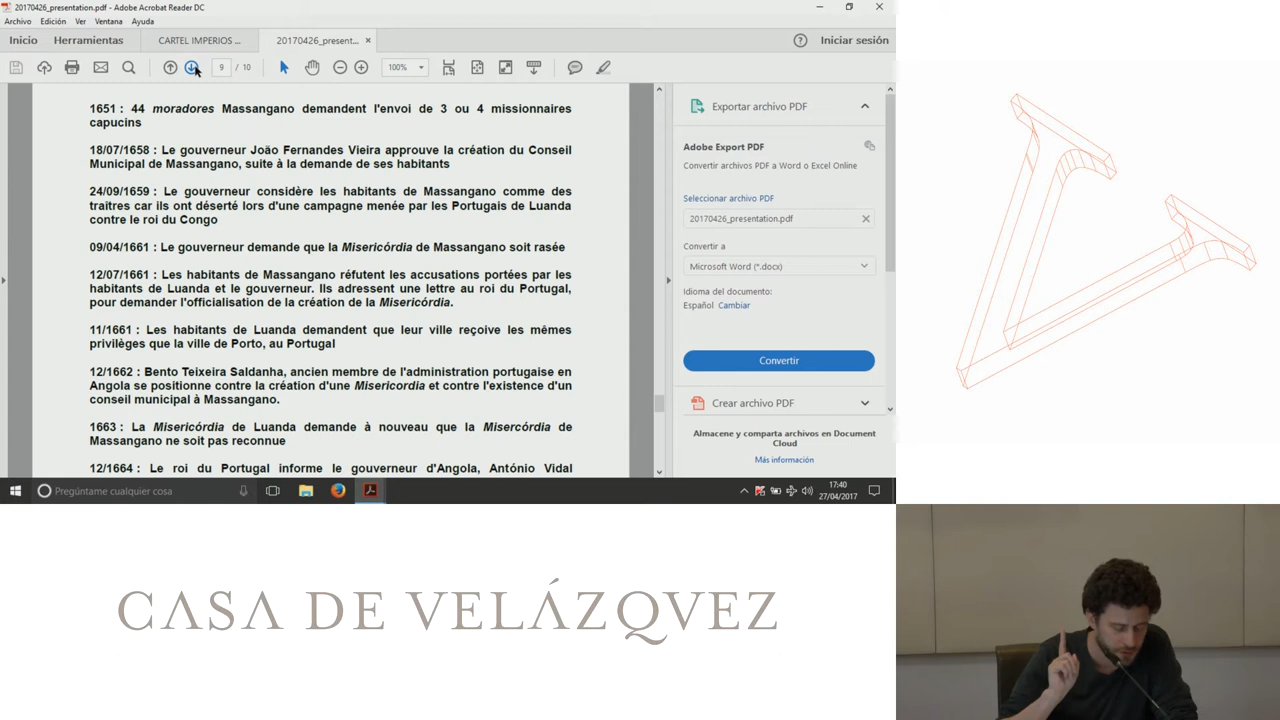 20170426_presentation.pdf - Adobe Acrobat Reader DC
Archivo Edición Ver Ventana Ayuda
Inicio Herramientas CARTEL IMPERIOS ... 20170426_present... × ? Iniciar sesión
9 / 10 100%
1651 : 44 moradores Massangano demandent l'envoi de 3 ou 4 missionnaires
capucins
18/07/1658 : Le gouverneur João Fernandes Vieira approuve la création du Conseil
Municipal de Massangano, suite à la demande de ses habitants
24/09/1659 : Le gouverneur considère les habitants de Massangano comme des
traîtres car ils ont déserté lors d'une campagne menée par les Portugais de Luanda
contre le roi du Congo
09/04/1661 : Le gouverneur demande que la Misericórdia de Massangano soit rasée
12/07/1661 : Les habitants de Massangano réfutent les accusations portées par les
habitants de Luanda et le gouverneur. Ils adressent une lettre au roi du Portugal,
pour demander l'officialisation de la création de la Misericórdia.
11/1661 : Les habitants de Luanda demandent que leur ville reçoive les mêmes
privilèges que la ville de Porto, au Portugal
12/1662 : Bento Teixeira Saldanha, ancien membre de l'administration portugaise en
Angola se positionne contre la création d'une Misericordia et contre l'existence d'un
conseil municipal à Massangano.
1663 : La Misericórdia de Luanda demande à nouveau que la Misercórdia de
Massangano ne soit pas reconnue
12/1664 : Le roi du Portugal informe le gouverneur d'Angola, António Vidal
Exportar archivo PDF
Adobe Export PDF
Convertir archivos PDF a Word o Excel Online
Seleccionar archivo PDF
20170426_presentation.pdf ×
Convertir a
Microsoft Word (*.docx)
Idioma del documento:
Español Cambiar
Convertir
Crear archivo PDF
Almacene y comparta archivos en Document
Cloud
Más información
Pregúntame cualquier cosa
17:40
27/04/2017
CASA DE VELÁZQVEZ